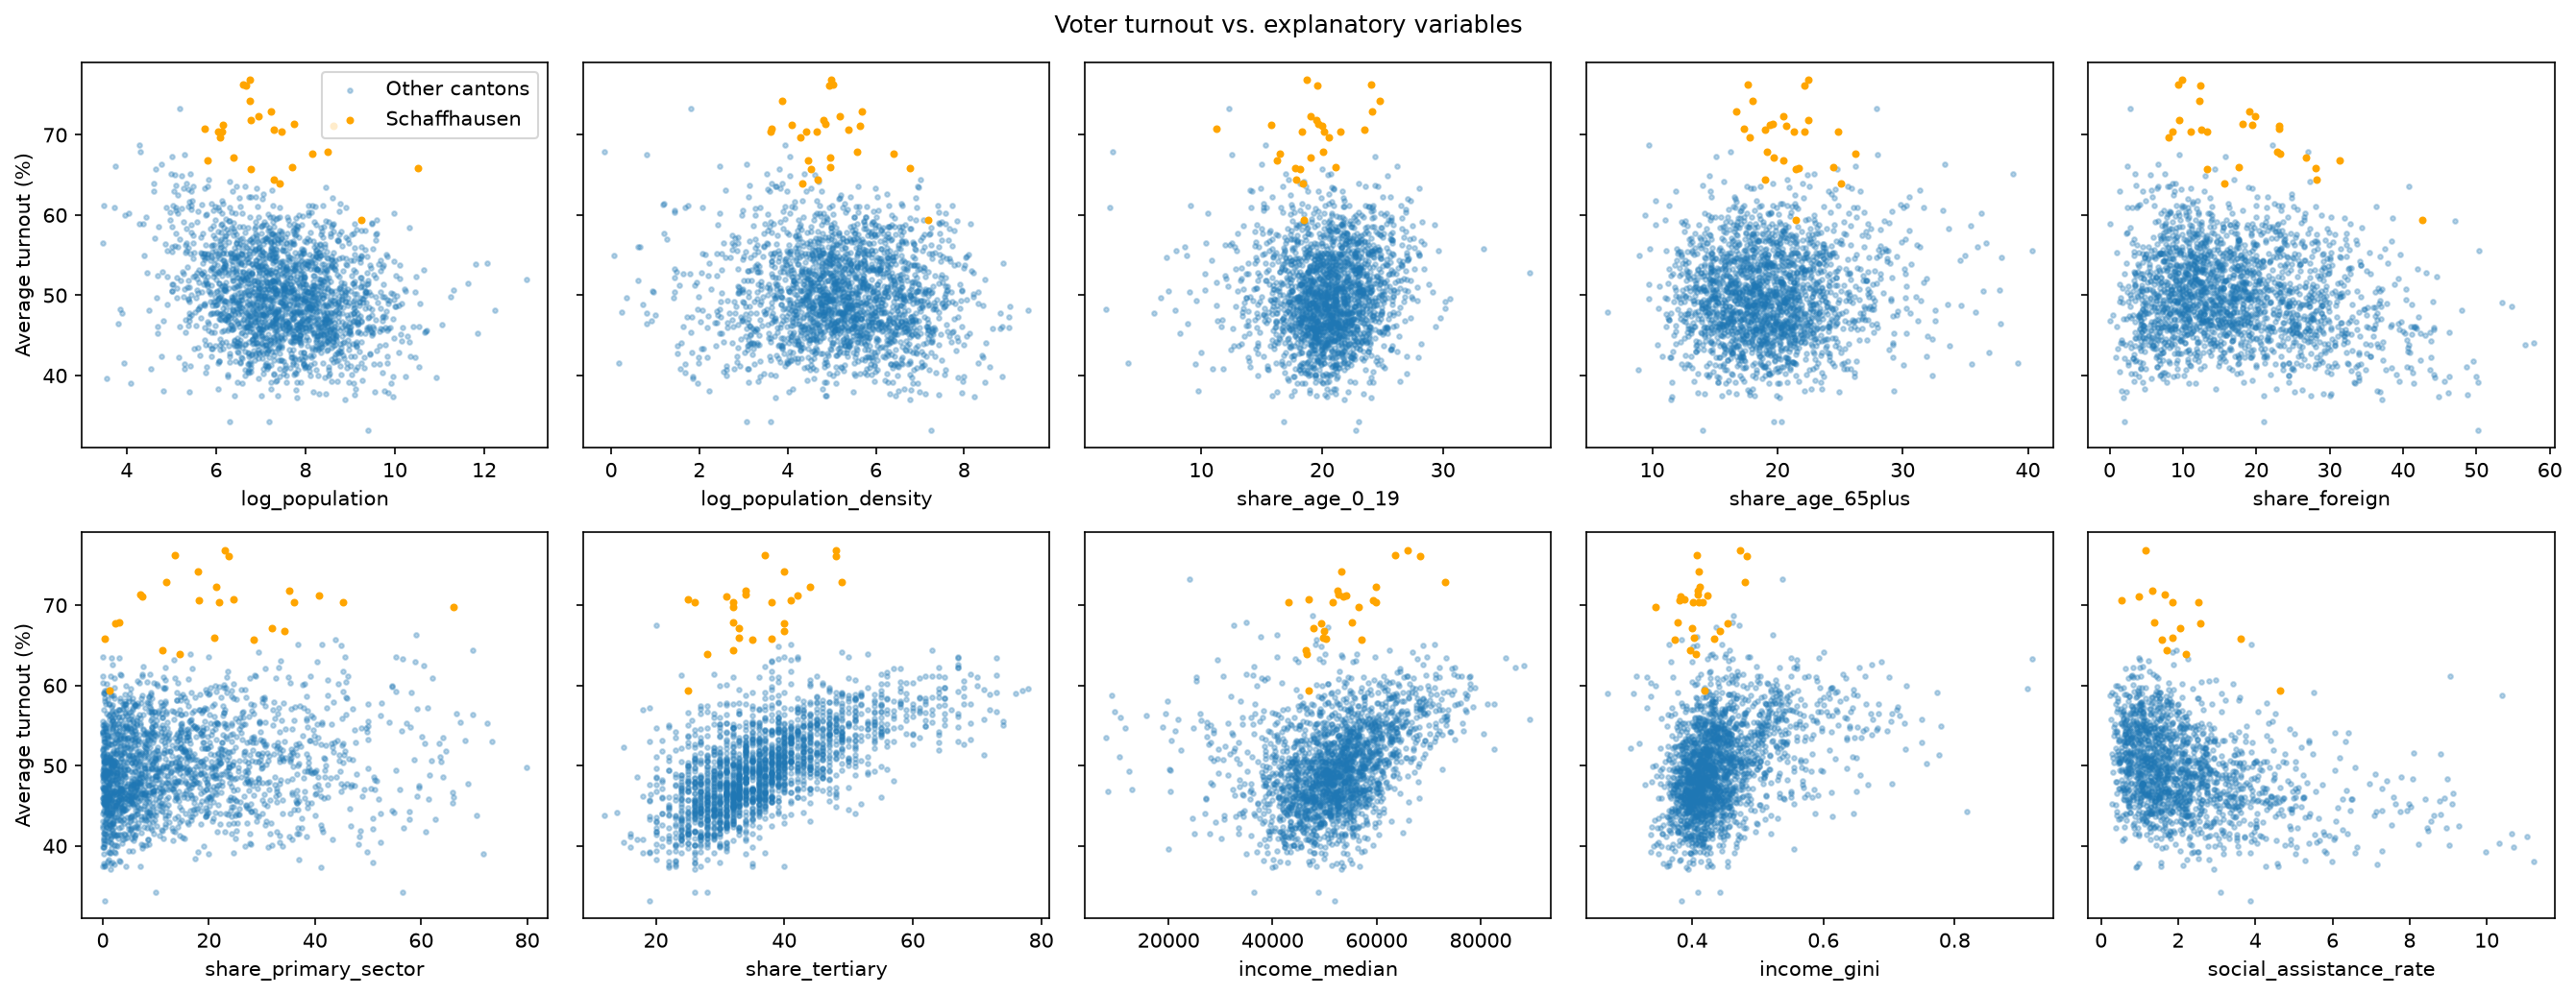 Voter turnout vs. explanatory variables
Other cantons
Schaffhausen
Average turnout (%)
70
60
50
40
4 6 8 10 12
log_population
0 2 4 6 8
log_population_density
10 20 30
share_age_0_19
10 20 30 40
share_age_65plus
0 10 20 30 40 50 60
share_foreign
Average turnout (%)
70
60
50
40
0 20 40 60 80
share_primary_sector
20 40 60 80
share_tertiary
20000 40000 60000 80000
income_median
0.4 0.6 0.8
income_gini
0 2 4 6 8 10
social_assistance_rate